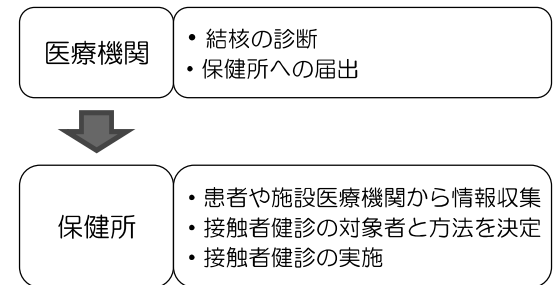 医療機関
・結核の診断
・保健所への届出
保健所
・患者や施設医療機関から情報収集
・接触者健診の対象者と方法を決定
・接触者健診の実施